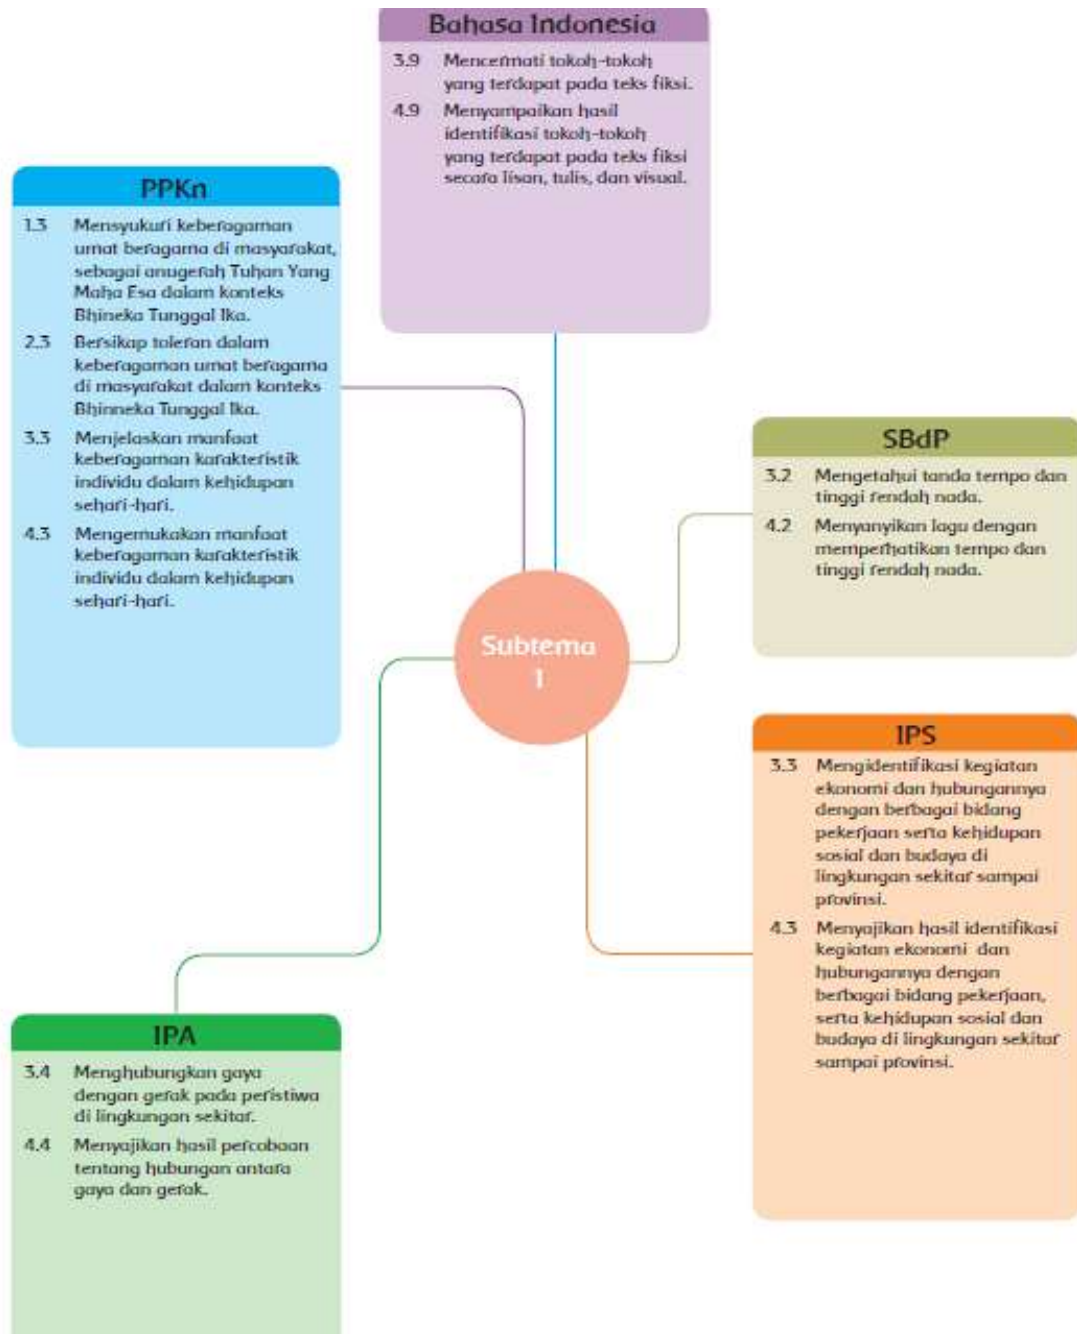 Bahasa Indonesia
3.9 Mencermati tokoh-tokoh
yang terdapat pada teks fiksi.
4.9 Menyampaikan hasil
identifikasi tokoh-tokoh
yang terdapat pada teks fiksi
secara lisan, tulis, dan visual.
PPKn
1.3 Mensyukuri keberagaman
umat beragama di masyarakat,
sebagai anugerah Tuhan Yang
Maha Esa dalam konteks
Bhineka Tunggal Ika.
2.3 Bersikap toleran dalam
keberagaman umat beragama
di masyarakat dalam konteks
Bhinneka Tunggal Ika.
3.3 Menjelaskan manfaat
keberagaman karakteristik
individu dalam kehidupan
sehari-hari.
4.3 Mengemukakan manfaat
keberagaman karakteristik
individu dalam kehidupan
sehari-hari.
SBdP
3.2 Mengetahui tanda tempo dan
tinggi rendah nada.
4.2 Menyanyikan lagu dengan
memperhatikan tempo dan
tinggi rendah nada.
Subtema
1
IPS
3.3 Mengidentifikasi kegiatan
ekonomi dan hubungannya
dengan berbagai bidang
pekerjaan serta kehidupan
sosial dan budaya di
lingkungan sekitar sampai
provinsi.
4.3 Menyajikan hasil identifikasi
kegiatan ekonomi dan
hubungannya dengan
berbagai bidang pekerjaan,
serta kehidupan sosial dan
budaya di lingkungan sekitar
sampai provinsi.
IPA
3.4 Menghubungkan gaya
dengan gerak pada peristiwa
di lingkungan sekitar.
4.4 Menyajikan hasil percobaan
tentang hubungan antara
gaya dan gerak.